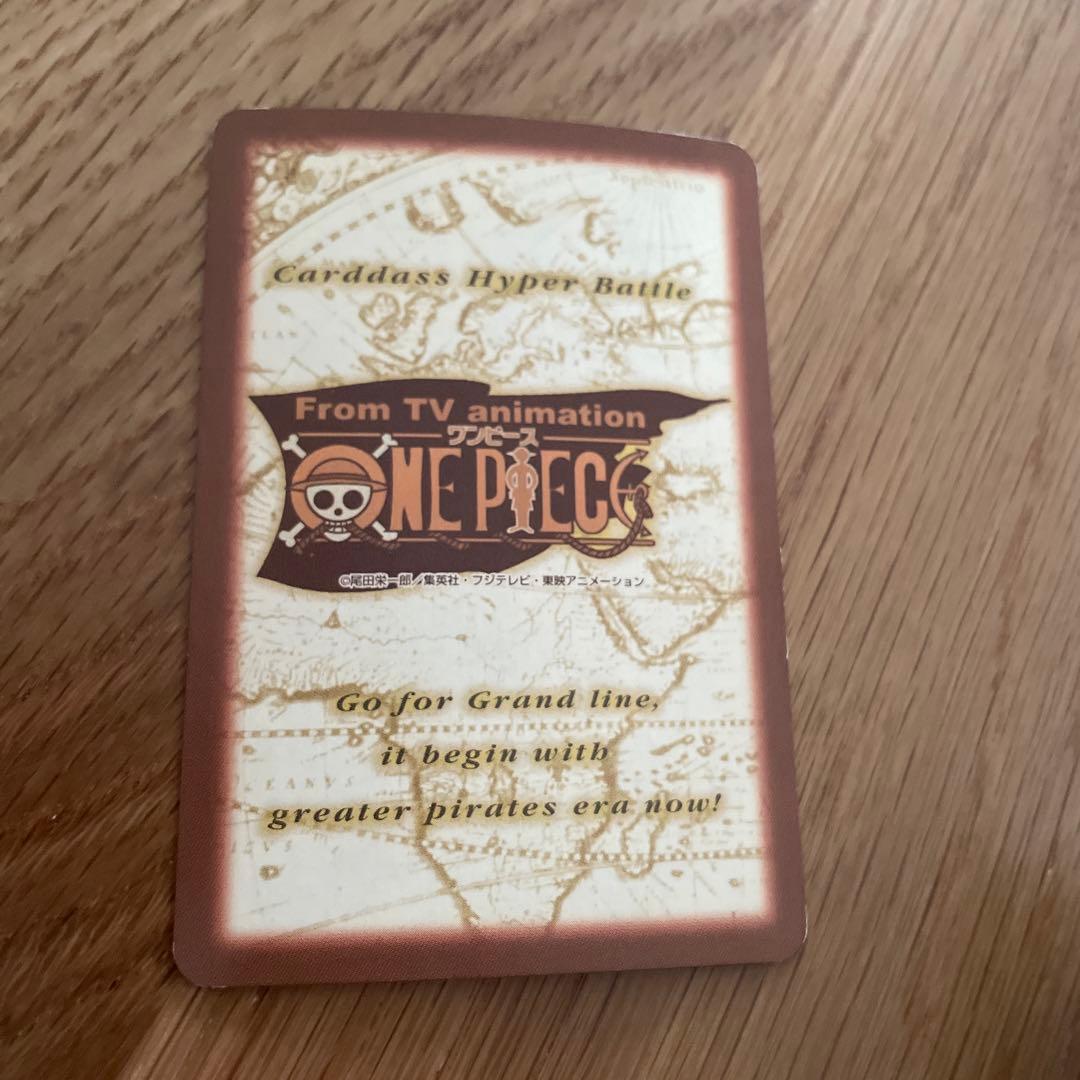 Carddass Hyper Battle
From TV animation
ワンピース
ONE PIECE
©尾田栄一郎／集英社・フジテレビ・東映アニメーション
Go for Grand line,
it begin with
greater pirates era now!